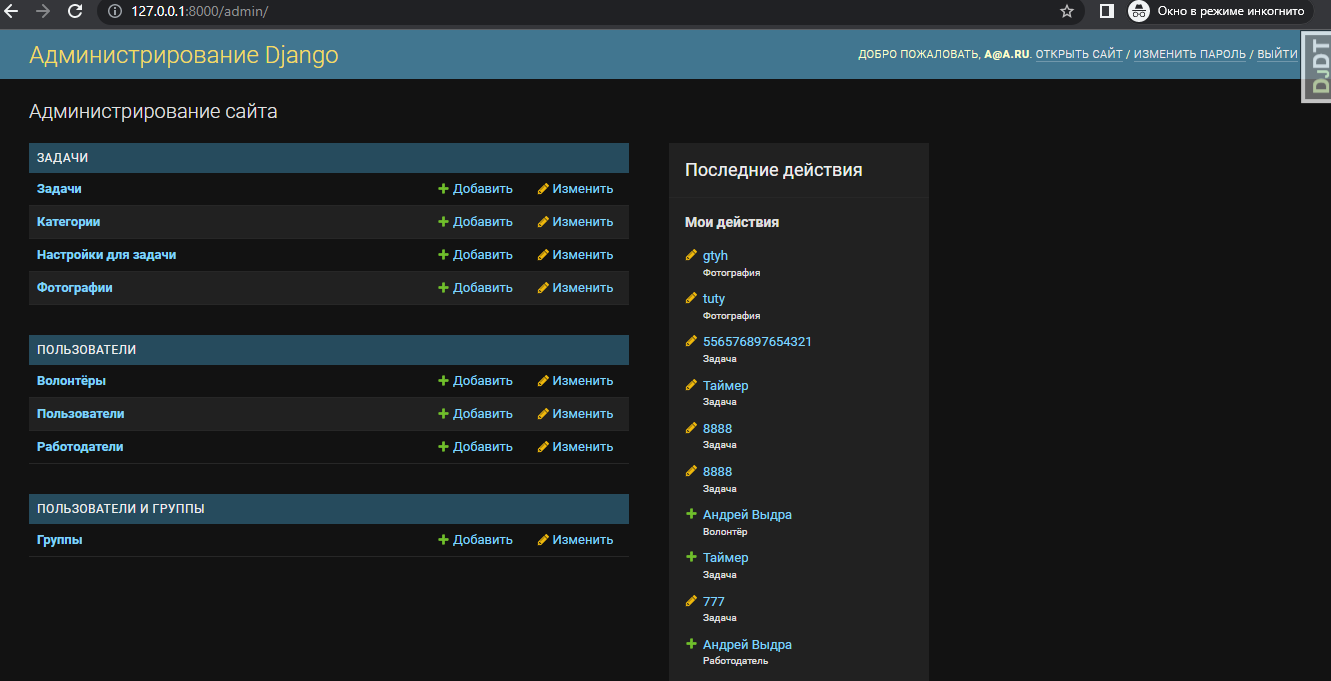 127.0.0.1:8000/admin/
Окно в режиме инкогнито
Администрирование Django
ДОБРО ПОЖАЛОВАТЬ, A@A.RU. ОТКРЫТЬ САЙТ / ИЗМЕНИТЬ ПАРОЛЬ / ВЫЙТИ
DJDT
Администрирование сайта
ЗАДАЧИ
Задачи Добавить Изменить
Категории Добавить Изменить
Настройки для задачи Добавить Изменить
Фотографии Добавить Изменить
ПОЛЬЗОВАТЕЛИ
Волонтёры Добавить Изменить
Пользователи Добавить Изменить
Работодатели Добавить Изменить
ПОЛЬЗОВАТЕЛИ И ГРУППЫ
Группы Добавить Изменить
Последние действия
Мои действия
gtyh
Фотография
tuty
Фотография
556576897654321
Задача
Таймер
Задача
8888
Задача
8888
Задача
Андрей Выдра
Волонтёр
Таймер
Задача
777
Задача
Андрей Выдра
Работодатель